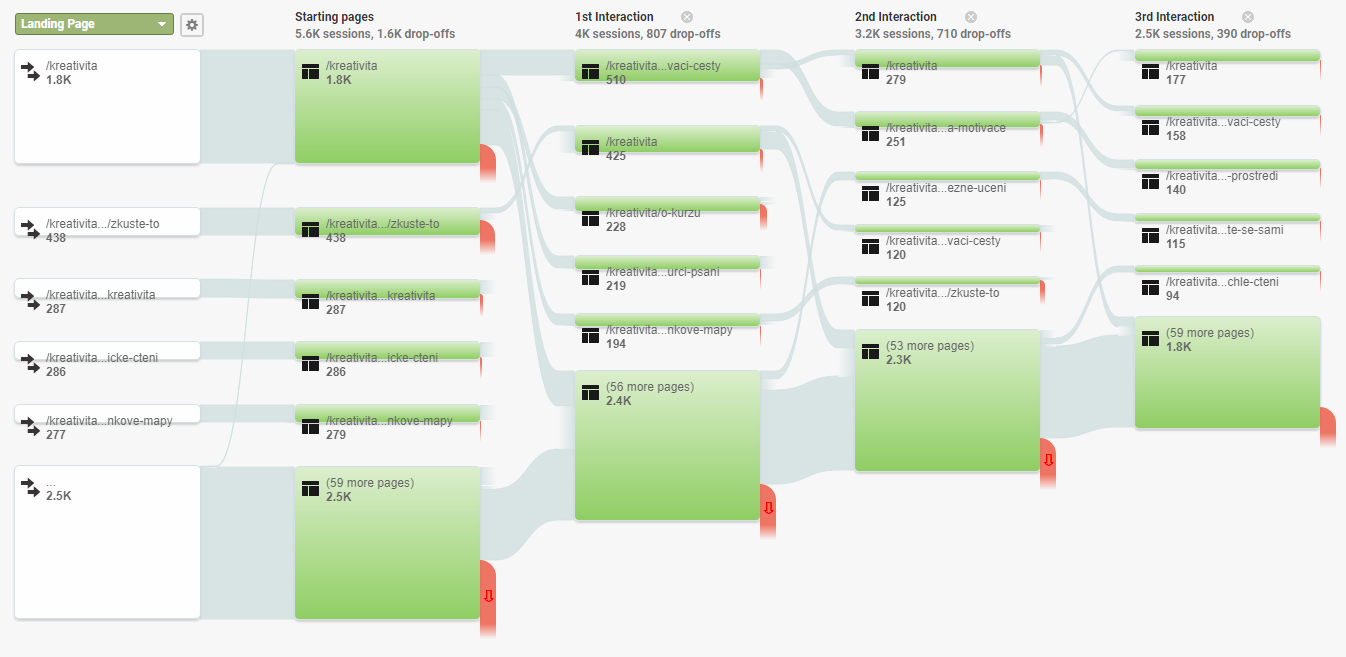 Landing Page
Starting pages
5.6K sessions, 1.6K drop-offs
1st Interaction
4K sessions, 807 drop-offs
2nd Interaction
3.2K sessions, 710 drop-offs
3rd Interaction
2.5K sessions, 390 drop-offs
/kreativita
1.8K
/kreativita.../zkuste-to
438
/kreativita...kreativita
287
/kreativita...icke-cteni
286
/kreativita...nkove-mapy
277
...
2.5K
/kreativita
1.8K
/kreativita.../zkuste-to
438
/kreativita...kreativita
287
/kreativita...icke-cteni
286
/kreativita...nkove-mapy
279
(59 more pages)
2.5K
/kreativita...vaci-cesty
510
/kreativita
425
/kreativita/o-kurzu
228
/kreativita...urci-psani
219
/kreativita...nkove-mapy
194
(56 more pages)
2.4K
/kreativita
279
/kreativita...a-motivace
251
/kreativita...ezne-uceni
125
/kreativita...vaci-cesty
120
/kreativita.../zkuste-to
120
(53 more pages)
2.3K
/kreativita
177
/kreativita...vaci-cesty
158
/kreativita...-prostredi
140
/kreativita...te-se-sami
115
/kreativita...chle-cteni
94
(59 more pages)
1.8K